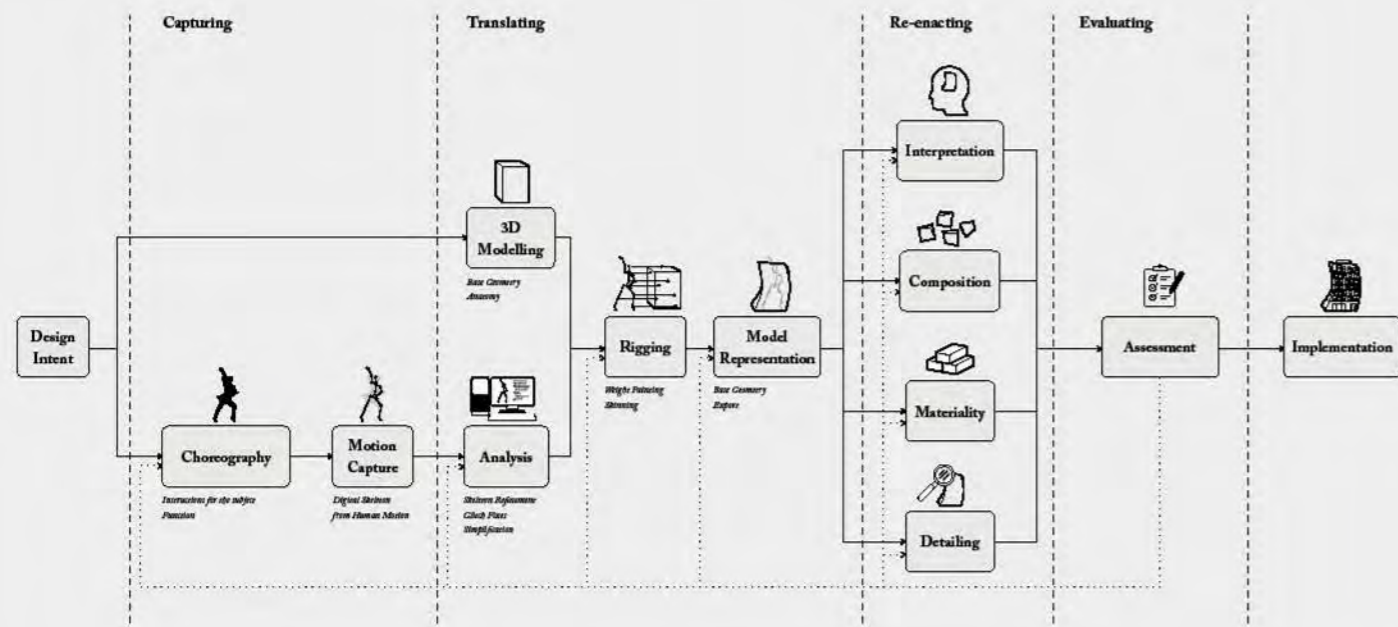 Capturing
Translating
Re-enacting
Evaluating
Interpretation
3D
Modelling
Base Geometry
Anatomy
Composition
Design
Intent
Rigging
Weight Painting
Skinning
Model
Representation
Base Geometry
Export
Assessment
Implementation
Materiality
Choreography
Instructions for the subject
Function
Motion
Capture
Digital Skeleton
from Human Motion
Analysis
Skeleton Refinement
Glitch Fixes
Simplification
Detailing